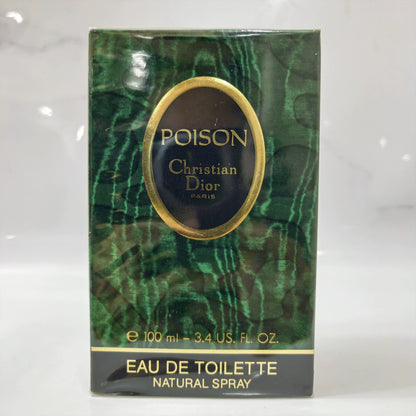 POISON
Christian
Dior
PARIS
℮ 100 ml – 3.4 US. FL. OZ.
EAU DE TOILETTE
NATURAL SPRAY